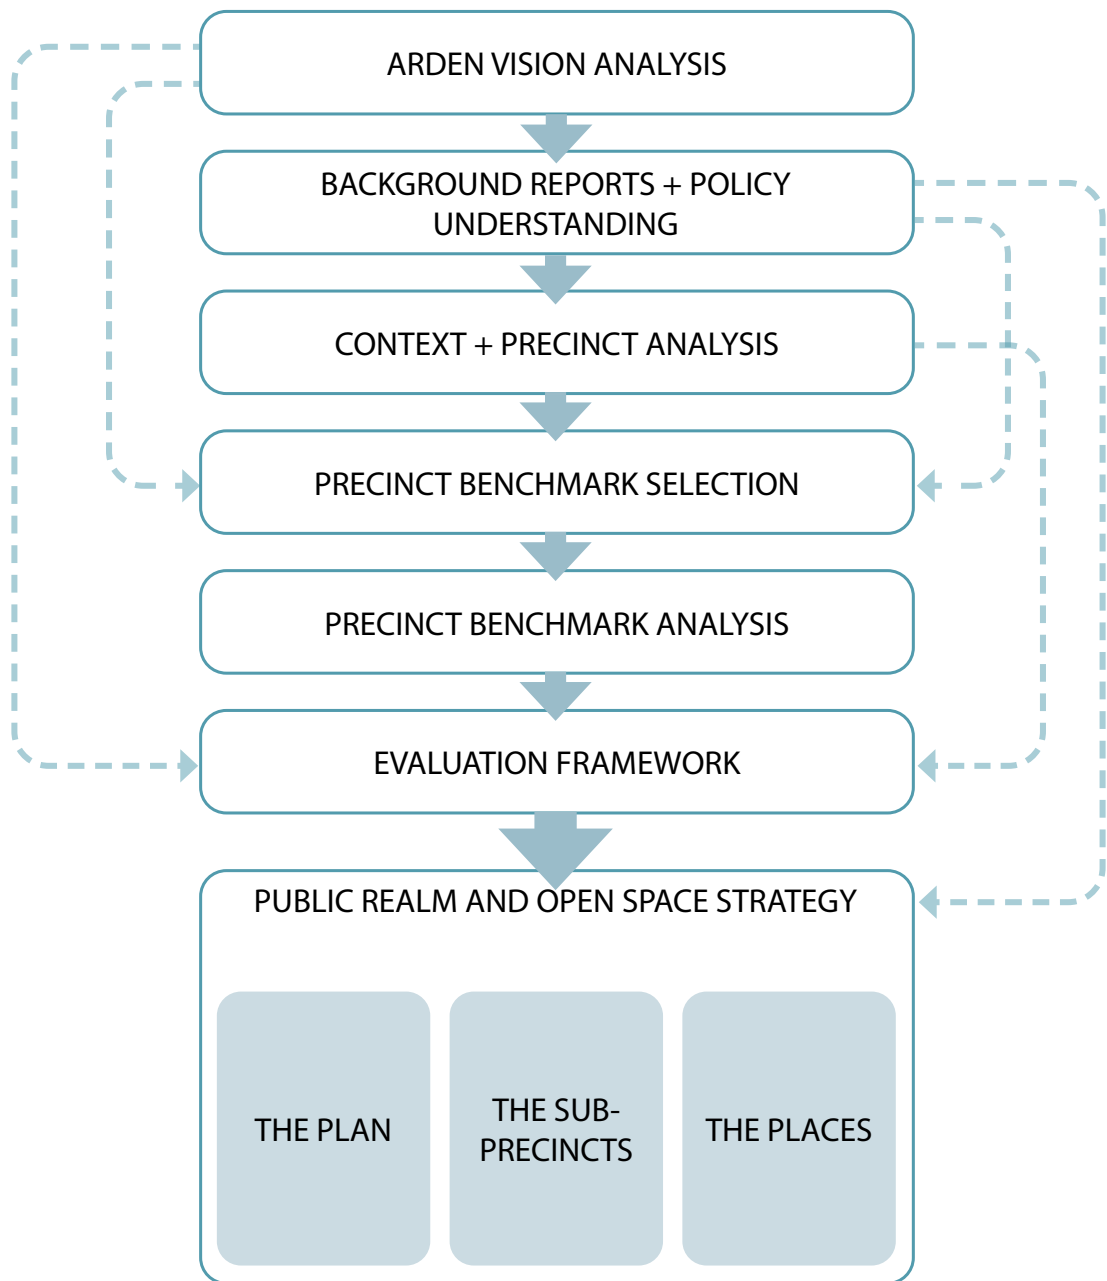 ARDEN VISION ANALYSIS
BACKGROUND REPORTS + POLICY
UNDERSTANDING
CONTEXT + PRECINCT ANALYSIS
PRECINCT BENCHMARK SELECTION
PRECINCT BENCHMARK ANALYSIS
EVALUATION FRAMEWORK
PUBLIC REALM AND OPEN SPACE STRATEGY
THE PLAN
THE SUB-
PRECINCTS
THE PLACES